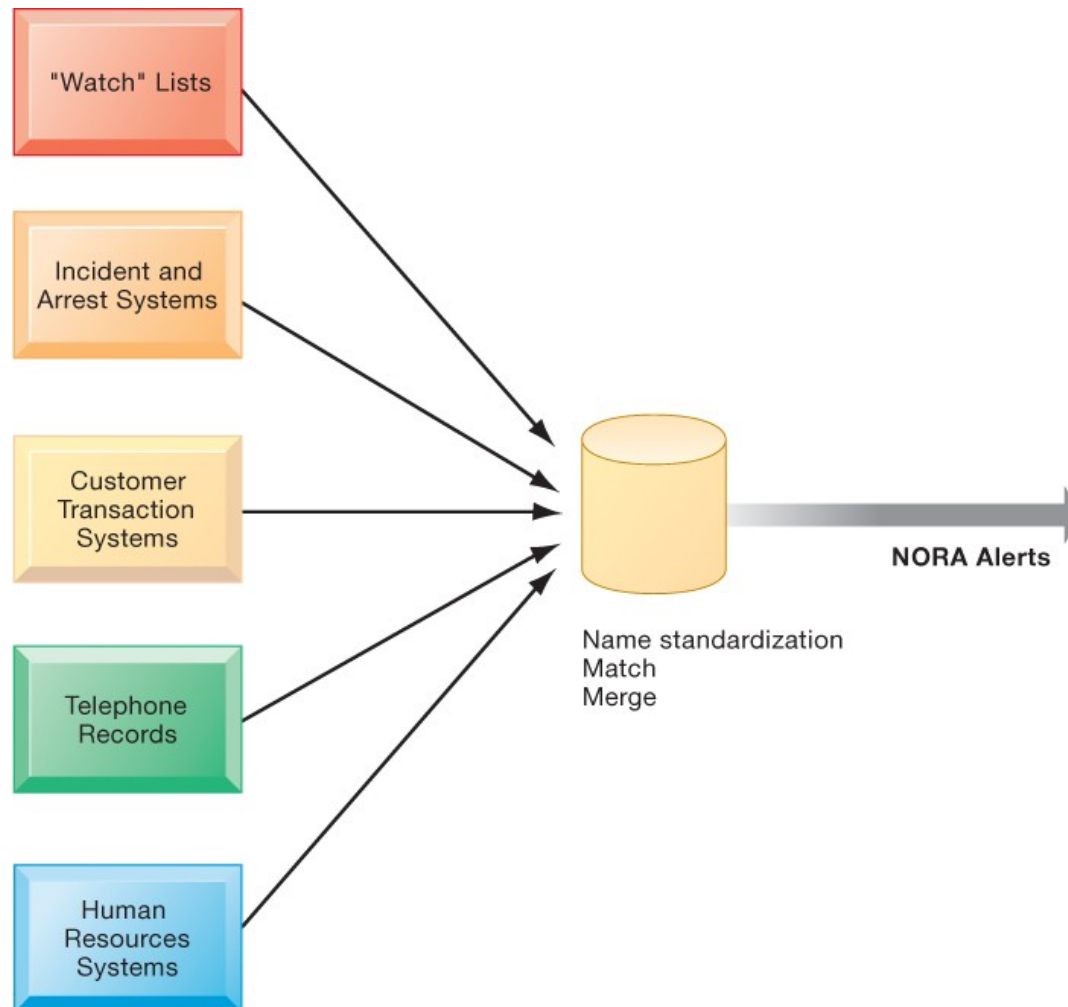 "Watch" Lists
Incident and
Arrest Systems
Customer
Transaction
Systems
Telephone
Records
Human
Resources
Systems
Name standardization
Match
Merge
NORA Alerts